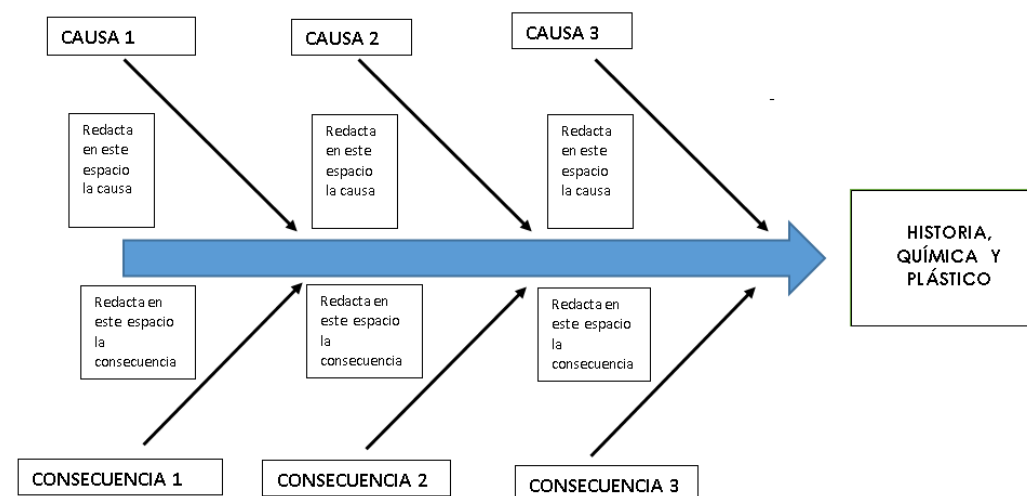 CAUSA 1
CAUSA 2
CAUSA 3
Redacta
en este
espacio
la causa
Redacta
en este
espacio
la causa
Redacta
en este
espacio
la causa
HISTORIA,
QUÍMICA Y
PLÁSTICO
Redacta en
este espacio
la
consecuencia
Redacta en
este espacio
la
consecuencia
Redacta en
este espacio
la
consecuencia
CONSECUENCIA 1
CONSECUENCIA 2
CONSECUENCIA 3